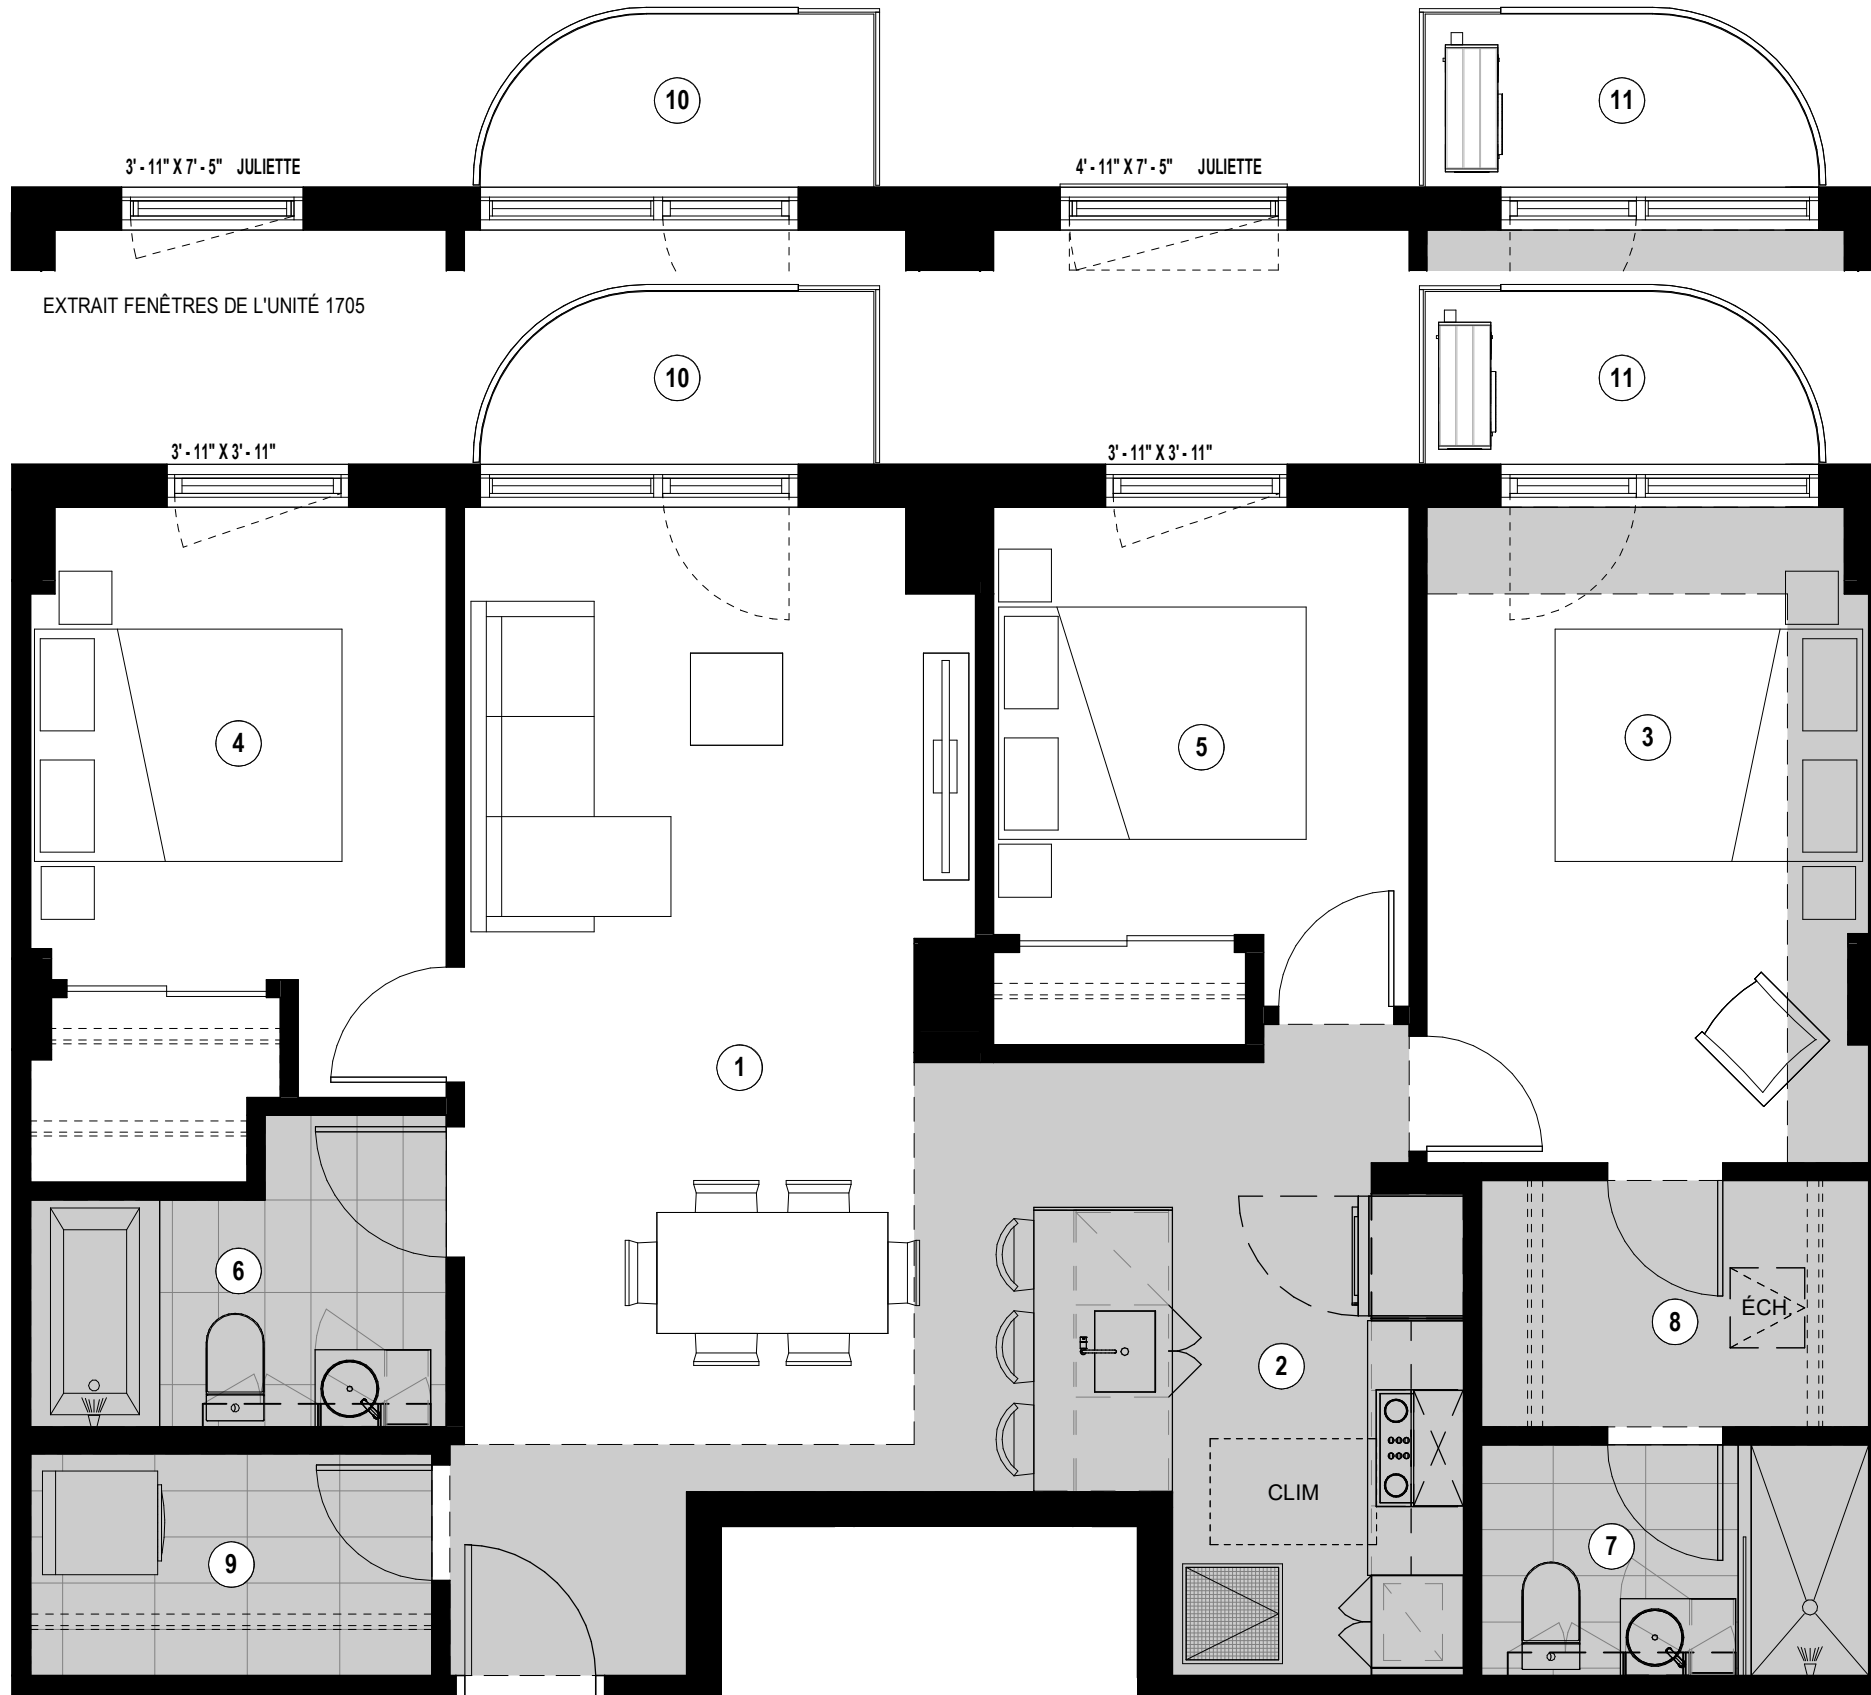 10
11
3' - 11" X 7' - 5" JULIETTE
4' - 11" X 7' - 5" JULIETTE
EXTRAIT FENÊTRES DE L'UNITÉ 1705
10
11
3' - 11" X 3' - 11"
3' - 11" X 3' - 11"
4
5
3
1
6
8
ÉCH.
2
CLIM
9
7